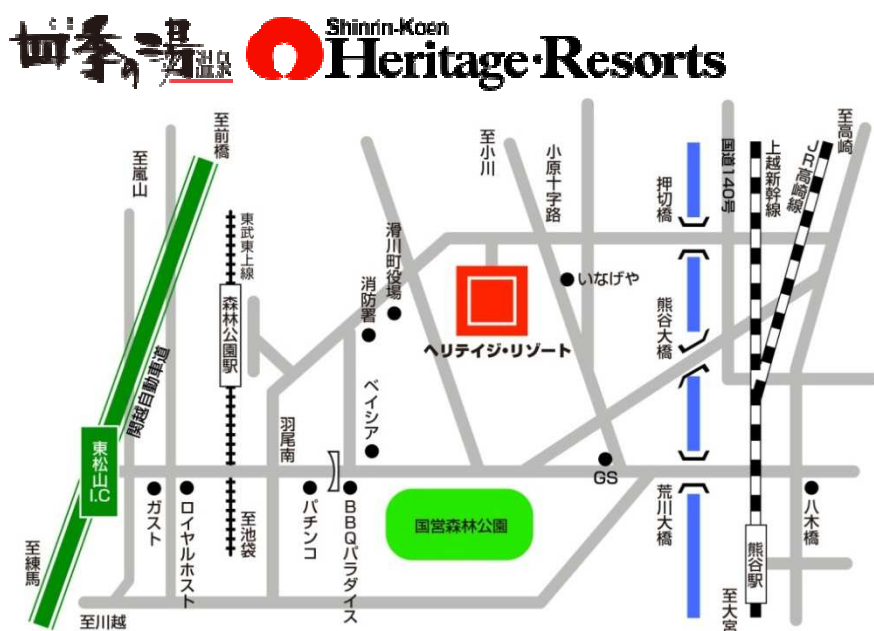 四季の湯温泉
Shinrin-Koen
Heritage·Resorts
至前橋
至嵐山
東武東上線
滑川町役場
消防署
至小川
小原十字路
押切橋
国道140号
上越新幹線
JR高崎線
至高崎
森林公園駅
いなげや
熊谷大橋
ヘリテイジ・リゾート
関越自動車道
ベイシア
羽尾南
東松山I.C
GS
ガスト
ロイヤルホスト
至池袋
パチンコ
BBQパラダイス
国営森林公園
荒川大橋
八木橋
熊谷駅
至練馬
至川越
至大宮